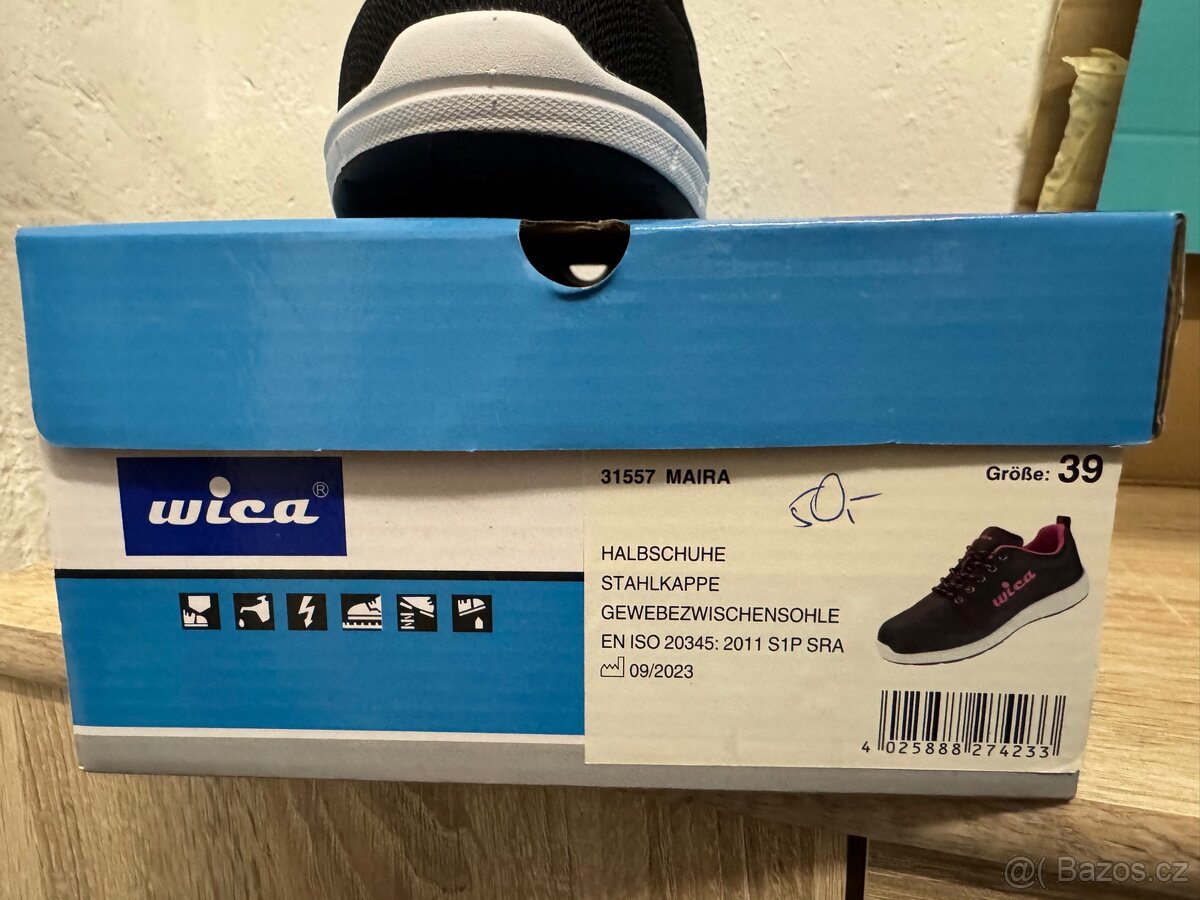 wica®
31557 MAIRA
50,-
Größe: 39
HALBSCHUHE
STAHLKAPPE
GEWEBEZWISCHENSOHLE
EN ISO 20345: 2011 S1P SRA
09/2023
wica
4 025888 274233
@( Bazos.cz